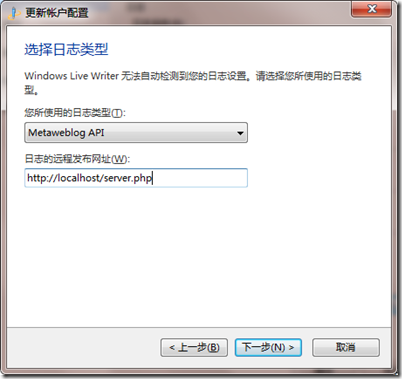 更新帐户配置
选择日志类型
Windows Live Writer 无法自动检测到您的日志设置。请选择您所使用的日志类
型。
您所使用的日志类型(T):
Metaweblog API
日志的远程发布网址(W):
http://localhost/server.php
< 上一步(B)
下一步(N) >
取消